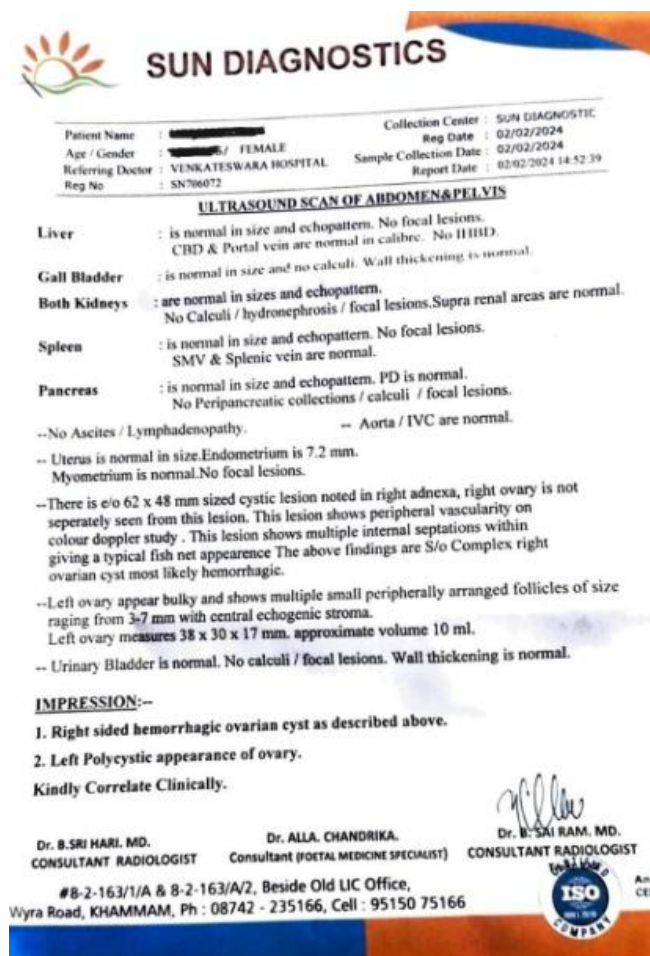 SUN DIAGNOSTICS
Patient Name :
Age / Gender : / FEMALE
Referring Doctor : VENKATESWARA HOSPITAL
Reg No : SN706072
Collection Center : SUN DIAGNOSTIC
Reg Date : 02/02/2024
Sample Collection Date : 02/02/2024
Report Date : 02/02/2024 14:52:39
ULTRASOUND SCAN OF ABDOMEN&PELVIS
Liver : is normal in size and echopattern. No focal lesions.
CBD & Portal vein are normal in calibre. No IHBD.
Gall Bladder : is normal in size and no calculi. Wall thickening is normal.
Both Kidneys : are normal in sizes and echopattern.
No Calculi / hydronephrosis / focal lesions.Supra renal areas are normal.
Spleen : is normal in size and echopattern. No focal lesions.
SMV & Splenic vein are normal.
Pancreas : is normal in size and echopattern. PD is normal.
No Peripancreatic collections / calculi / focal lesions.
--No Ascites / Lymphadenopathy. -- Aorta / IVC are normal.
-- Uterus is normal in size.Endometrium is 7.2 mm.
Myometrium is normal.No focal lesions.
--There is e/o 62 x 48 mm sized cystic lesion noted in right adnexa, right ovary is not
seperately seen from this lesion. This lesion shows peripheral vascularity on
colour doppler study . This lesion shows multiple internal septations within
giving a typical fish net appearence The above findings are S/o Complex right
ovarian cyst most likely hemorrhagic.
--Left ovary appear bulky and shows multiple small peripherally arranged follicles of size
raging from 3-7 mm with central echogenic stroma.
Left ovary measures 38 x 30 x 17 mm. approximate volume 10 ml.
-- Urinary Bladder is normal. No calculi / focal lesions. Wall thickening is normal.
IMPRESSION:--
1. Right sided hemorrhagic ovarian cyst as described above.
2. Left Polycystic appearance of ovary.
Kindly Correlate Clinically.
Dr. B.SRI HARI. MD.
CONSULTANT RADIOLOGIST
Dr. ALLA. CHANDRIKA.
Consultant (FOETAL MEDICINE SPECIALIST)
Dr. B. SAI RAM. MD.
CONSULTANT RADIOLOGIST
#8-2-163/1/A & 8-2-163/A/2, Beside Old LIC Office,
Wyra Road, KHAMMAM, Ph : 08742 - 235166, Cell : 95150 75166
ISO
COMPANY
An
CE